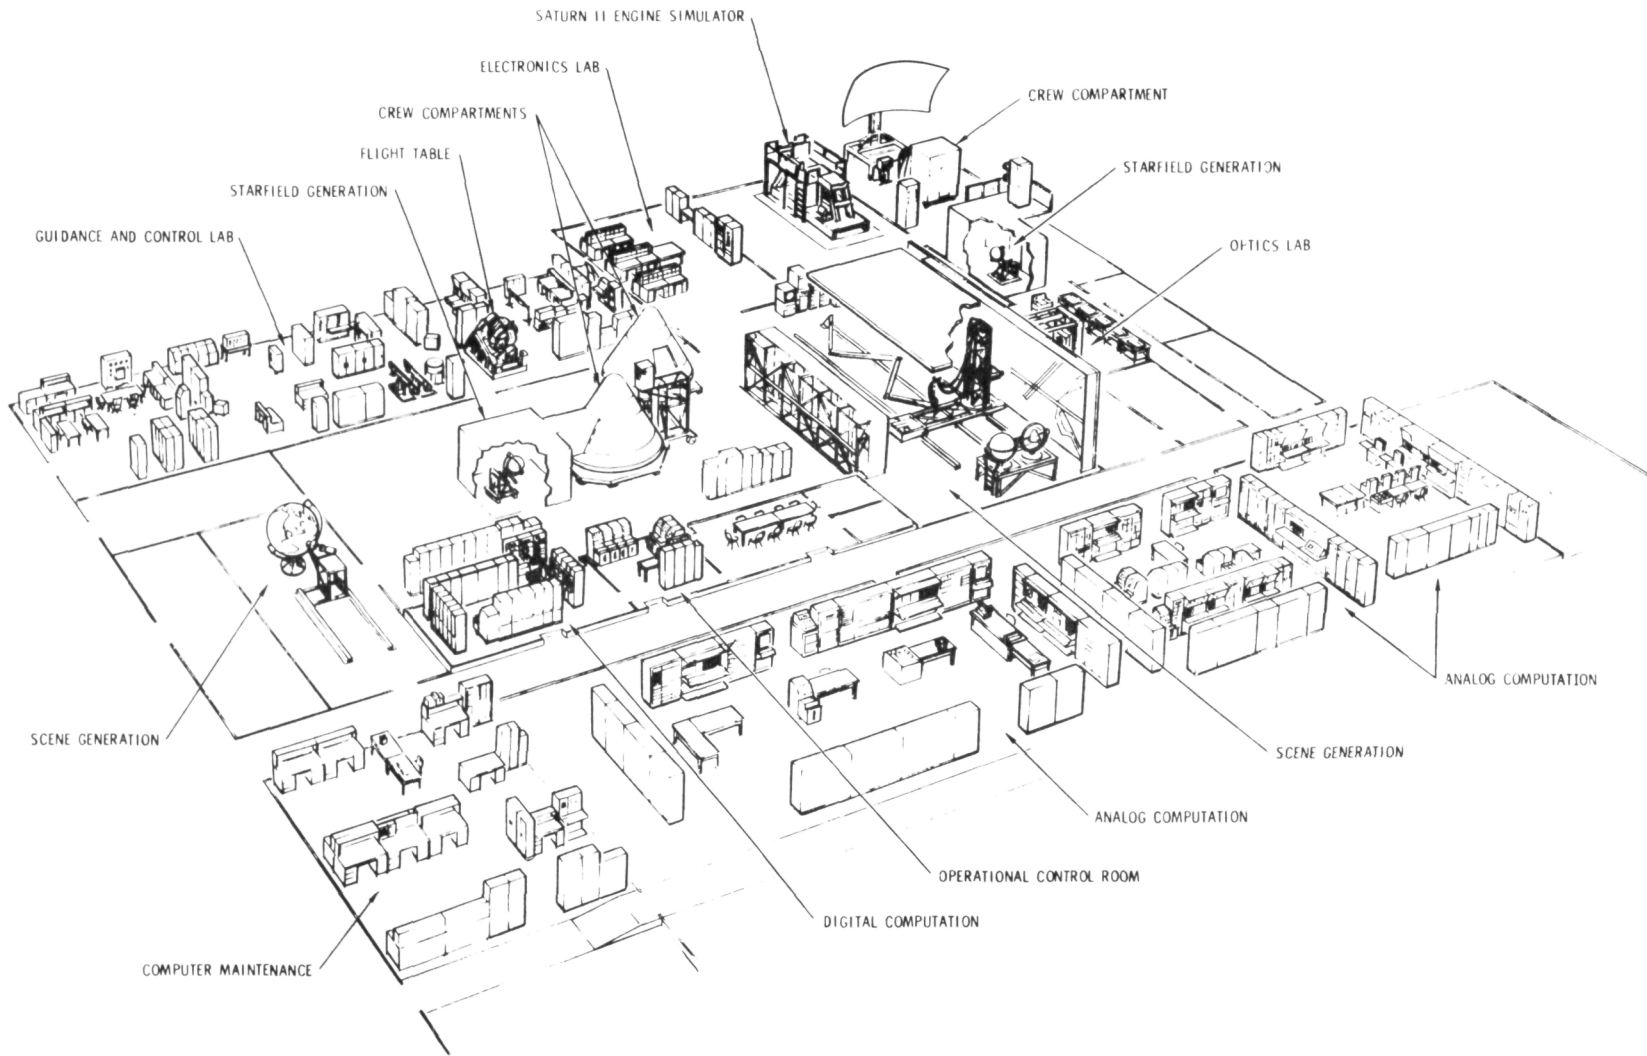 SATURN II ENGINE SIMULATOR
ELECTRONICS LAB
CREW COMPARTMENT
CREW COMPARTMENTS
FLIGHT TABLE
STARFIELD GENERATION
STARFIELD GENERATION
GUIDANCE AND CONTROL LAB
OPTICS LAB
ANALOG COMPUTATION
SCENE GENERATION
SCENE GENERATION
ANALOG COMPUTATION
OPERATIONAL CONTROL ROOM
DIGITAL COMPUTATION
COMPUTER MAINTENANCE